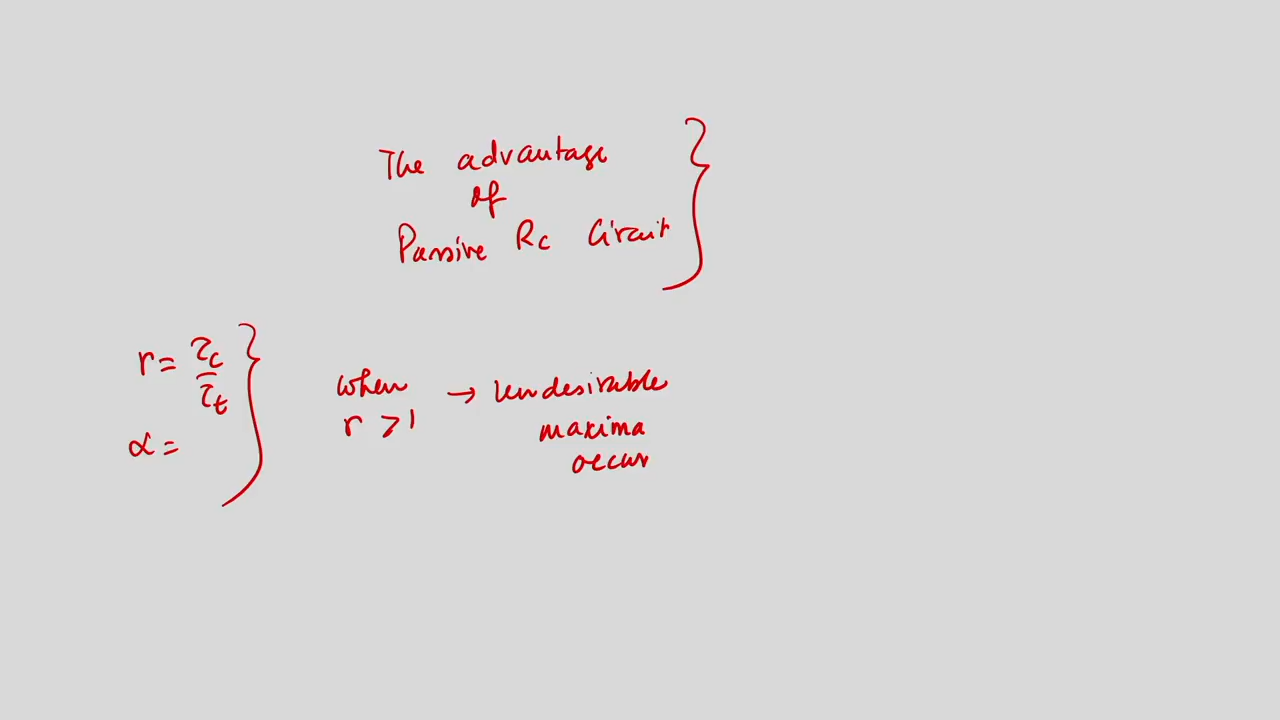 The advantage
of
Passive Rc Circuit
r = τc/τt
α =
when
r > 1
→ Undesirable
maxima
occur